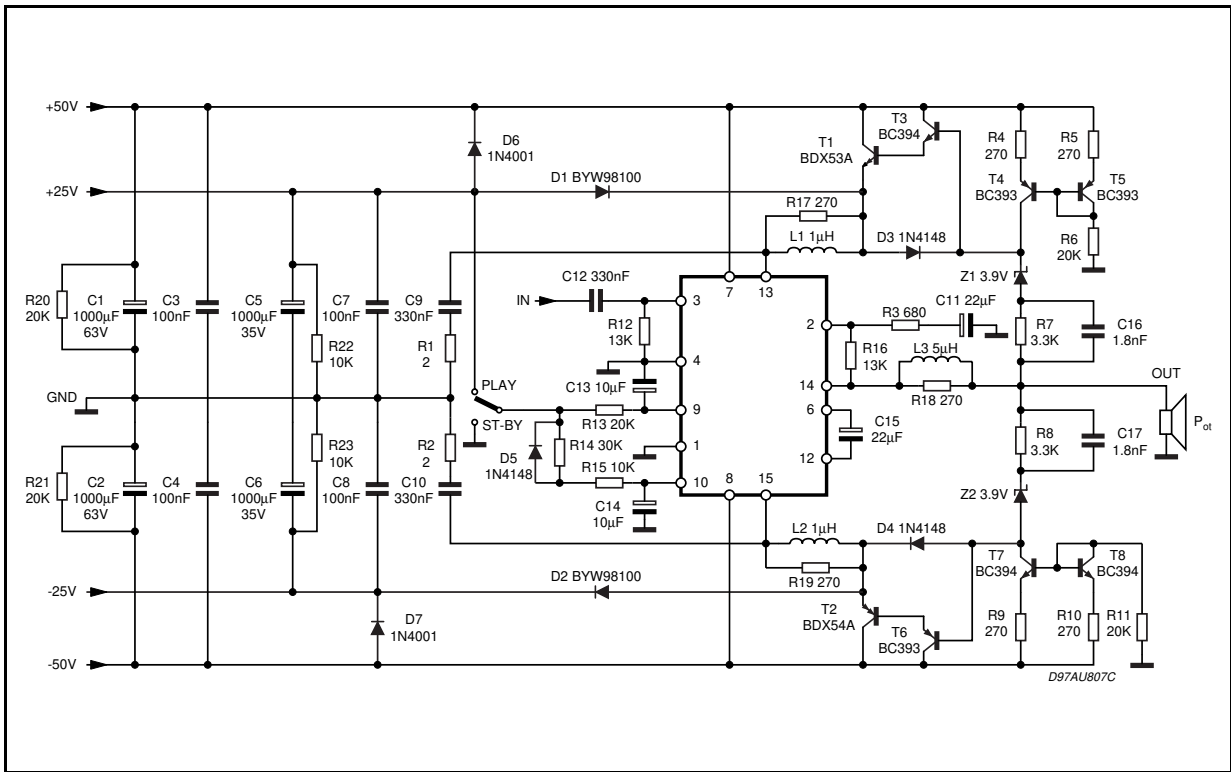 +50V
+25V
GND
-25V
-50V
R20
20K
C1
1000µF
63V
C3
100nF
C5
1000µF
35V
R22
10K
C7
100nF
C9
330nF
R1
2
R21
20K
C2
1000µF
63V
C4
100nF
C6
1000µF
35V
R23
10K
C8
100nF
C10
330nF
R2
2
D6
1N4001
D1 BYW98100
D2 BYW98100
D7
1N4001
PLAY
ST-BY
IN
C12 330nF
R12
13K
C13 10µF
R13 20K
R14 30K
D5
1N4148
R15 10K
C14
10µF
3
4
9
1
10
7
13
2
14
6
12
8
15
R17 270
L1 1µH
D3 1N4148
T1
BDX53A
T3
BC394
R4
270
R5
270
T4
BC393
T5
BC393
R6
20K
Z1 3.9V
R3 680
C11 22µF
R16
13K
L3 5µH
R18 270
C15
22µF
R7
3.3K
C16
1.8nF
OUT
Pot
R8
3.3K
C17
1.8nF
Z2 3.9V
L2 1µH
D4 1N4148
R19 270
T2
BDX54A
T6
BC393
T7
BC394
T8
BC394
R9
270
R10
270
R11
20K
D97AU807C